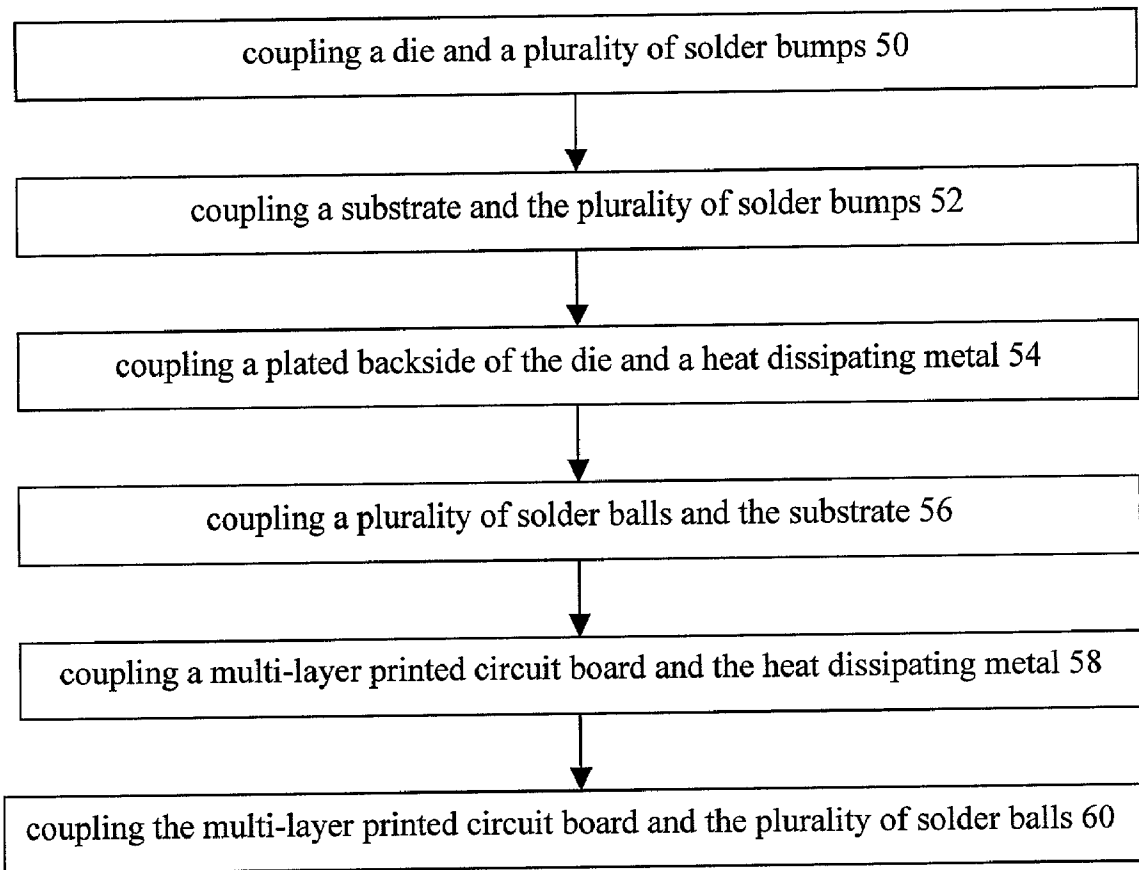 coupling a die and a plurality of solder bumps 50
coupling a substrate and the plurality of solder bumps 52
coupling a plated backside of the die and a heat dissipating metal 54
coupling a plurality of solder balls and the substrate 56
coupling a multi-layer printed circuit board and the heat dissipating metal 58
coupling the multi-layer printed circuit board and the plurality of solder balls 60